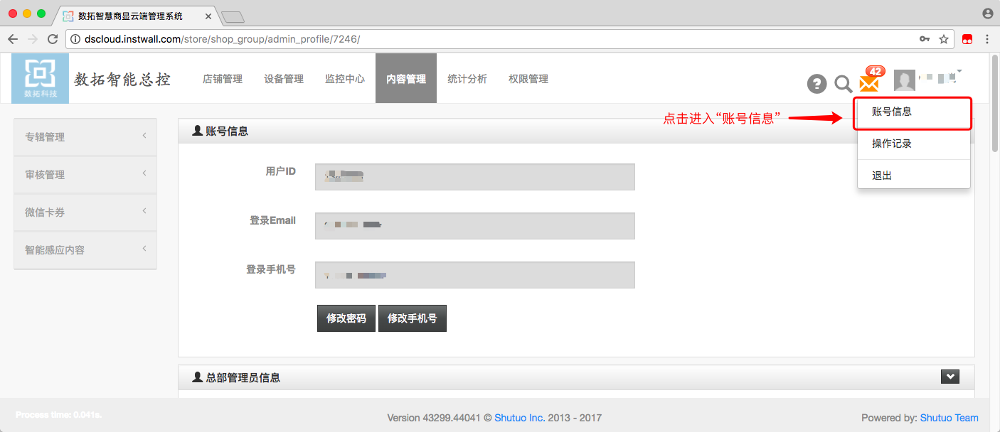 数拓智慧商显云端管理系统
dscloud.instwall.com/store/shop_group/admin_profile/7246/
数拓科技
数拓智能总控
店铺管理
设备管理
监控中心
内容管理
统计分析
权限管理
?
42
点击进入“账号信息”
账号信息
操作记录
退出
专辑管理
审核管理
微信卡券
智能感应内容
账号信息
用户ID
登录Email
登录手机号
修改密码
修改手机号
总部管理员信息
Process time: 0.041s.
Version 43299.44041 © Shutuo Inc. 2013 - 2017
Powered by: Shutuo Team